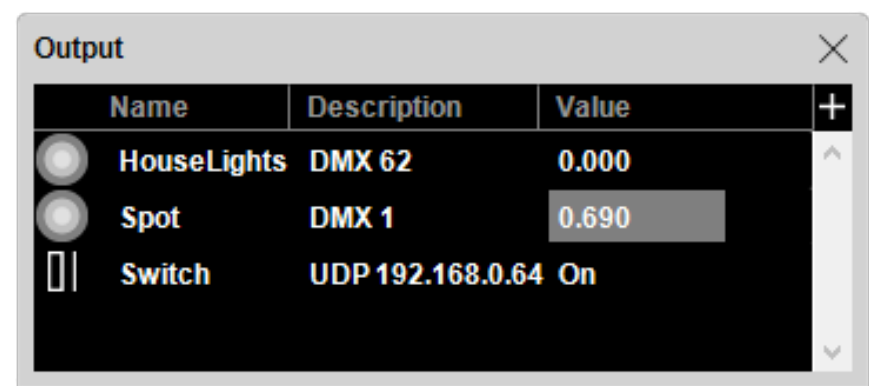 Output
Name Description Value
HouseLights DMX 62 0.000
Spot DMX 1 0.690
Switch UDP 192.168.0.64 On